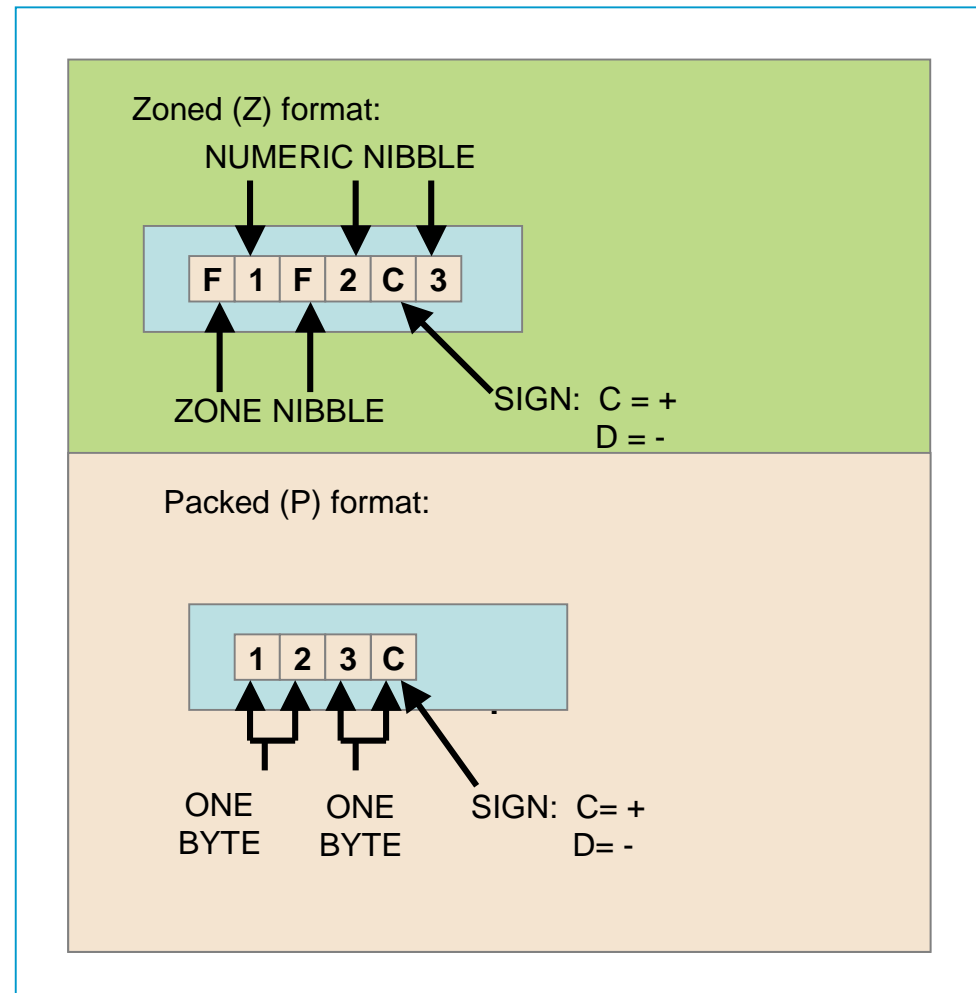 Zoned (Z) format:
NUMERIC NIBBLE
F 1 F 2 C 3
ZONE NIBBLE
SIGN: C = +
D = -
Packed (P) format:
1 2 3 C
ONE BYTE
ONE BYTE
SIGN: C= +
D= -